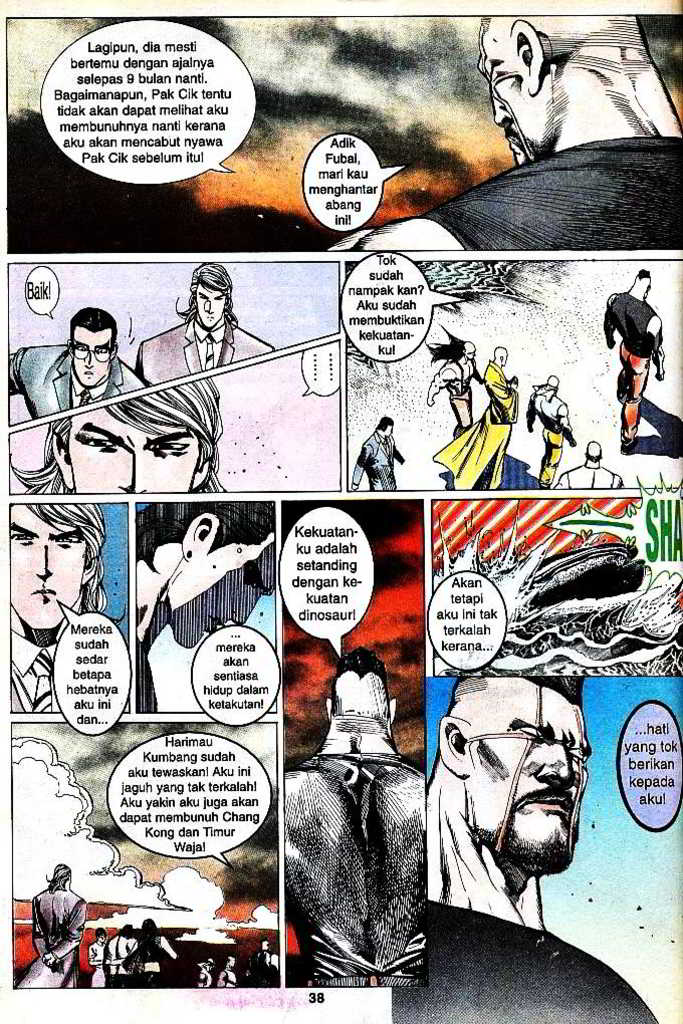 Lagipun, dia mesti
bertemu dengan ajalnya
selepas 9 bulan nanti.
Bagaimanapun, Pak Cik tentu
tidak akan dapat melihat aku
membunuhnya nanti kerana
aku akan mencabut nyawa
Pak Cik sebelum itu!
Adik
Fubal,
mari kau
menghantar
abang
ini!
Baik!
......
Tok
sudah
nampak kan?
Aku sudah
membuktikan
kekuatan-
ku!
Mereka
sudah
sedar
betapa
hebatnya
aku ini
dan...
...
mereka
akan
sentiasa
hidup dalam
ketakutan!
Kekuatan-
ku adalah
setanding
dengan ke-
kuatan
dinosaur!
SHA
Akan
tetapi
aku ini tak
terkalah
kerana...
...hati
yang tok
berikan
kepada
aku!
Harimau
Kumbang sudah
aku tewaskan! Aku ini
jaguh yang tak terkalah!
Aku yakin aku juga akan
dapat membunuh Chang
Kong dan Timur
Waja!
38